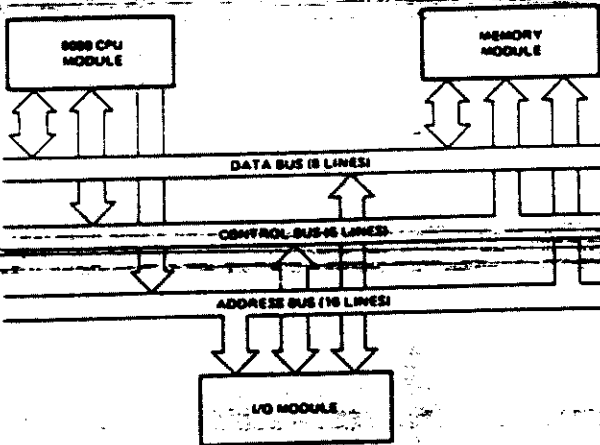 8080 CPU
MODULE
MEMORY
MODULE
DATA BUS (8 LINES)
CONTROL BUS (6 LINES)
ADDRESS BUS (16 LINES)
I/O MODULE